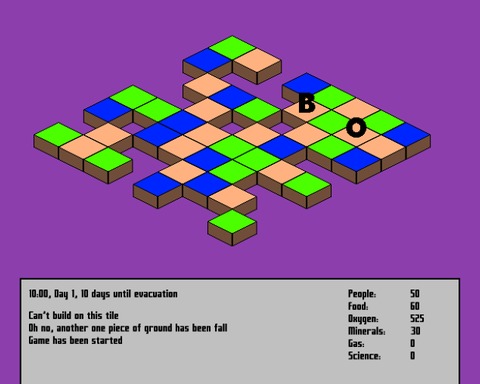 B
O
10:00, Day 1, 10 days until evacuation
Can't build on this tile
Oh no, another one piece of ground has been fall
Game has been started
People: 50
Food: 60
Oxygen: 525
Minerals: 30
Gas: 0
Science: 0